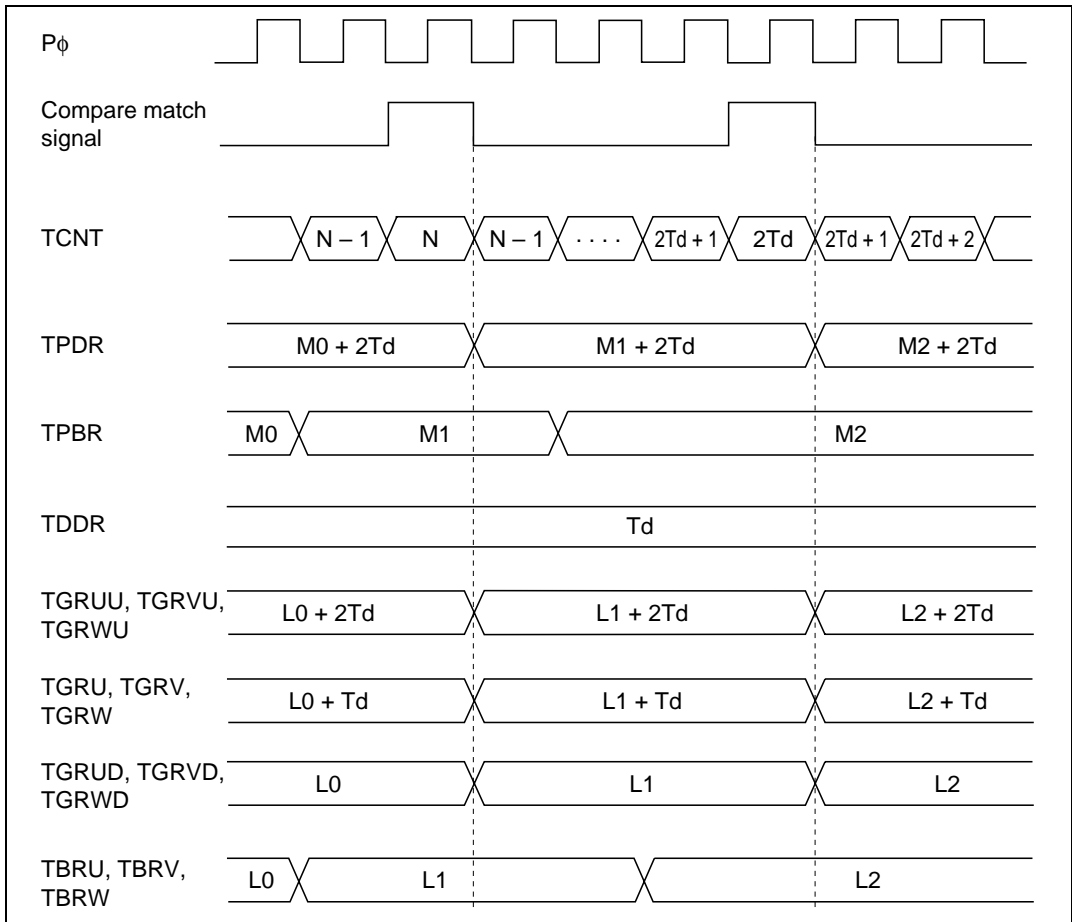 Pϕ
Compare match
signal
TCNT
N – 1
N
N – 1
· · · ·
2Td + 1
2Td
2Td + 1
2Td + 2
TPDR
M0 + 2Td
M1 + 2Td
M2 + 2Td
TPBR
M0
M1
M2
TDDR
Td
TGRUU, TGRVU,
TGRWU
L0 + 2Td
L1 + 2Td
L2 + 2Td
TGRU, TGRV,
TGRW
L0 + Td
L1 + Td
L2 + Td
TGRUD, TGRVD,
TGRWD
L0
L1
L2
TBRU, TBRV,
TBRW
L0
L1
L2